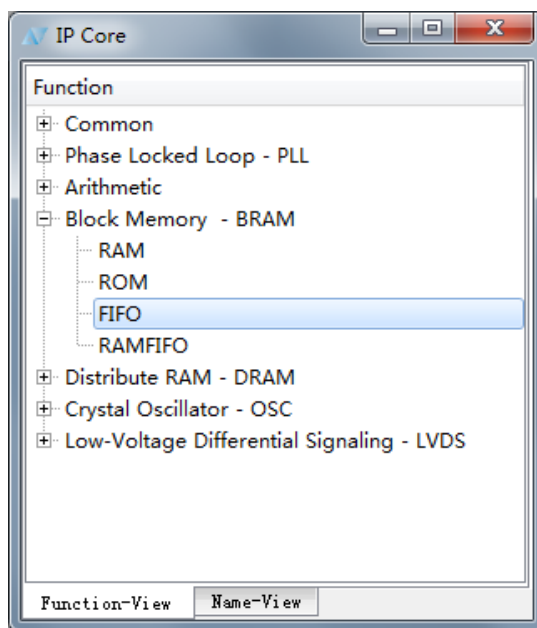 IP Core
Function
Common
Phase Locked Loop - PLL
Arithmetic
Block Memory - BRAM
RAM
ROM
FIFO
RAMFIFO
Distribute RAM - DRAM
Crystal Oscillator - OSC
Low-Voltage Differential Signaling - LVDS
Function-View Name-View